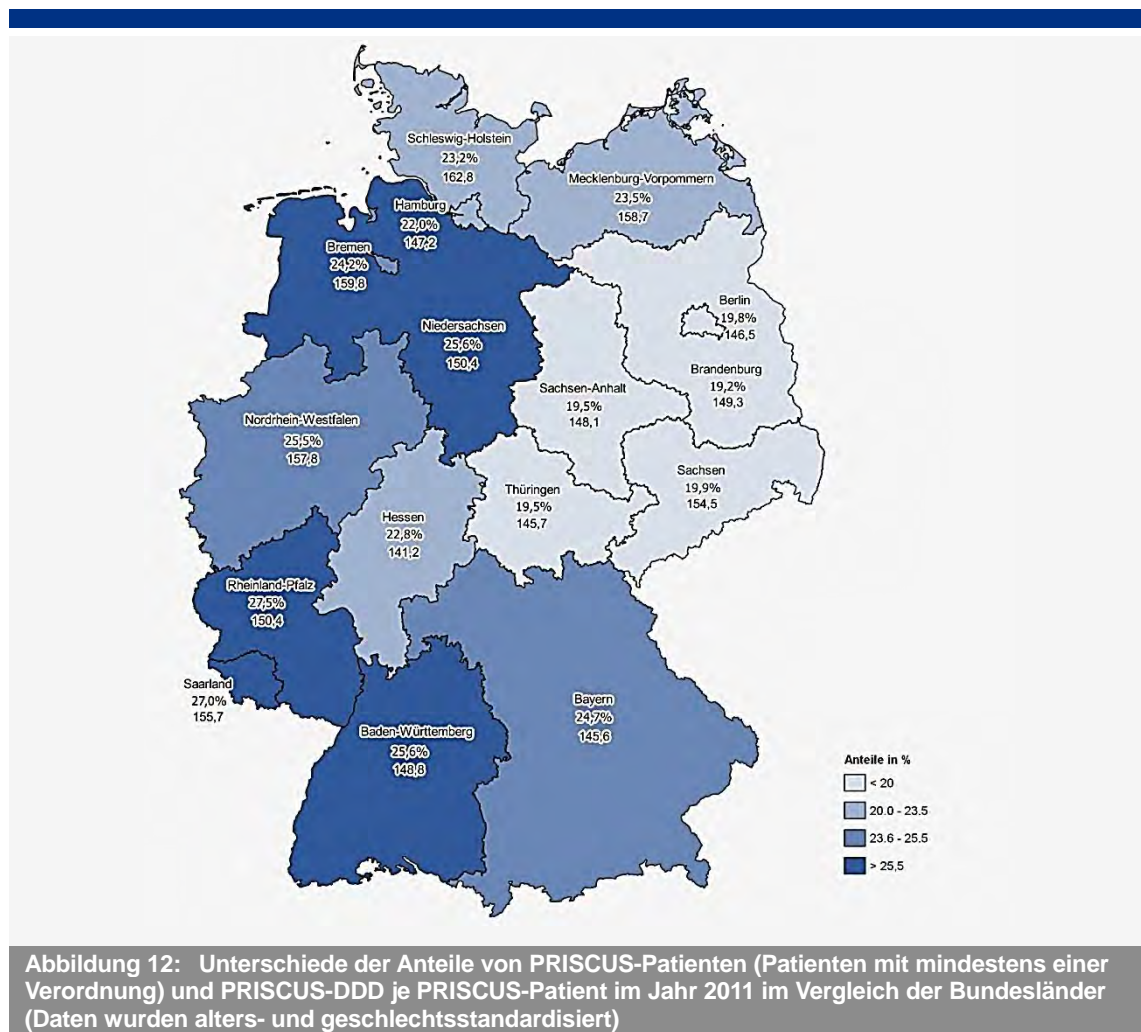 Schleswig-Holstein
23,2%
162,8
Mecklenburg-Vorpommern
23,5%
158,7
Hamburg
22,0%
147,2
Bremen
24,2%
159,8
Niedersachsen
25,6%
150,4
Berlin
19,8%
146,5
Brandenburg
19,2%
149,3
Sachsen-Anhalt
19,5%
148,1
Nordrhein-Westfalen
25,5%
157,8
Sachsen
19,9%
154,5
Thüringen
19,5%
145,7
Hessen
22,8%
141,2
Rheinland-Pfalz
27,5%
150,4
Saarland
27,0%
155,7
Bayern
24,7%
145,6
Baden-Württemberg
25,6%
148,8
Anteile in %
< 20
20.0 - 23.5
23.6 - 25.5
> 25,5
Abbildung 12: Unterschiede der Anteile von PRISCUS-Patienten (Patienten mit mindestens einer
Verordnung) und PRISCUS-DDD je PRISCUS-Patient im Jahr 2011 im Vergleich der Bundesländer
(Daten wurden alters- und geschlechtsstandardisiert)